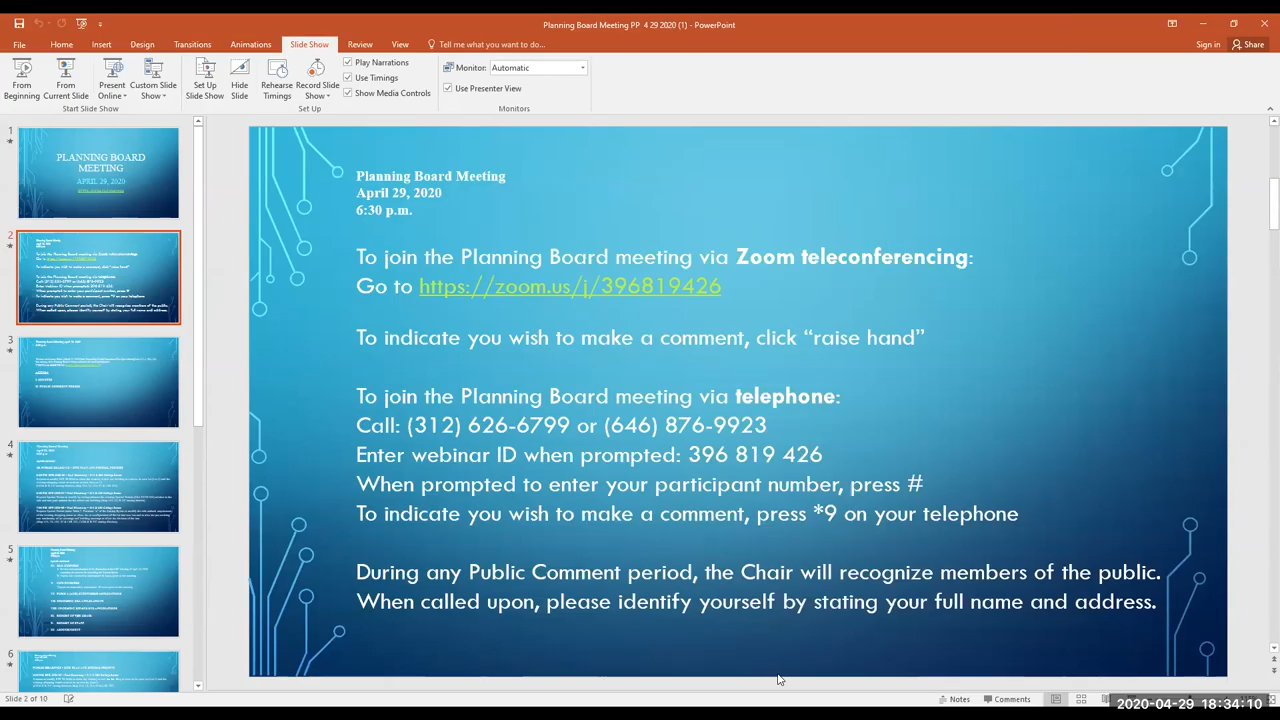 Planning Board Meeting PP 4 29 2020 (1) - PowerPoint
File Home Insert Design Transitions Animations Slide Show Review View Tell me what you want to do... Sign in Share
From Beginning
From Current Slide
Present Online
Custom Slide Show
Start Slide Show
Set Up Slide Show
Hide Slide
Rehearse Timings
Record Slide Show
Play Narrations
Use Timings
Show Media Controls
Set Up
Monitor: Automatic
Use Presenter View
Monitors
1
PLANNING BOARD
MEETING
APRIL 29, 2020
2
3
4
5
6
Planning Board Meeting
April 29, 2020
6:30 p.m.
To join the Planning Board meeting via Zoom teleconferencing:
Go to https://zoom.us/j/396819426
To indicate you wish to make a comment, click “raise hand”
To join the Planning Board meeting via telephone:
Call: (312) 626-6799 or (646) 876-9923
Enter webinar ID when prompted: 396 819 426
When prompted to enter your participant number, press #
To indicate you wish to make a comment, press *9 on your telephone
During any Public Comment period, the Chair will recognize members of the public.
When called upon, please identify yourself by stating your full name and address.
Slide 2 of 10
Notes Comments
2020-04-29 18:34:10